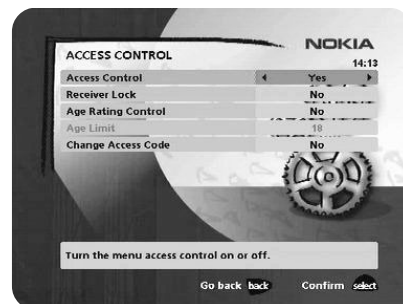 NOKIA
ACCESS CONTROL
14:13
Access Control Yes
Receiver Lock No
Age Rating Control No
Age Limit 18
Change Access Code No
Turn the menu access control on or off.
Go back back Confirm select